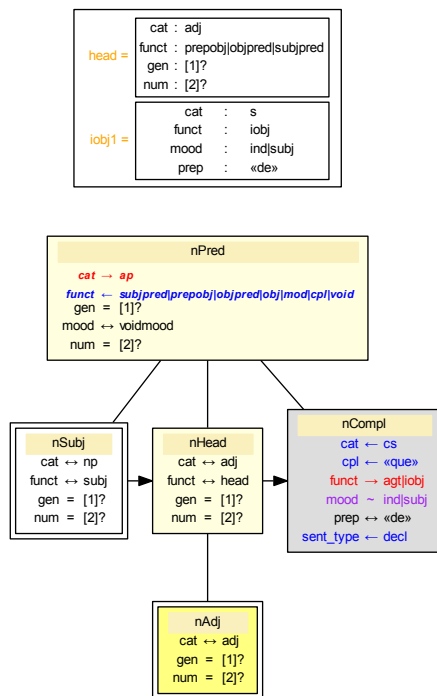 head =
cat : adj
funct : prepobj|objpred|subjpred
gen : [1]?
num : [2]?
iobj1 =
cat : s
funct : iobj
mood : ind|subj
prep : «de»
nPred
cat → ap
funct ← subjpred|prepobj|objpred|obj|mod|cpl|void
gen = [1]?
mood ↔ voidmood
num = [2]?
nSubj
cat ↔ np
funct ↔ subj
gen = [1]?
num = [2]?
nHead
cat ↔ adj
funct ↔ head
gen = [1]?
num = [2]?
nCompl
cat ← cs
cpl ← «que»
funct → agt|iobj
mood ~ ind|subj
prep ↔ «de»
sent_type ← decl
nAdj
cat ↔ adj
gen = [1]?
num = [2]?